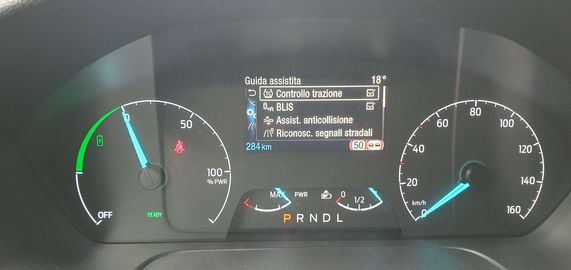 Guida assistita 18°
Controllo trazione
BLIS
Assist. anticollisione
Riconosc. segnali stradali
284 km 50
0 50 100 % PWR
OFF READY
MAX PWR 0 1/2
P R N D L
0 20 40 60 80 100 120 140 160
km/h